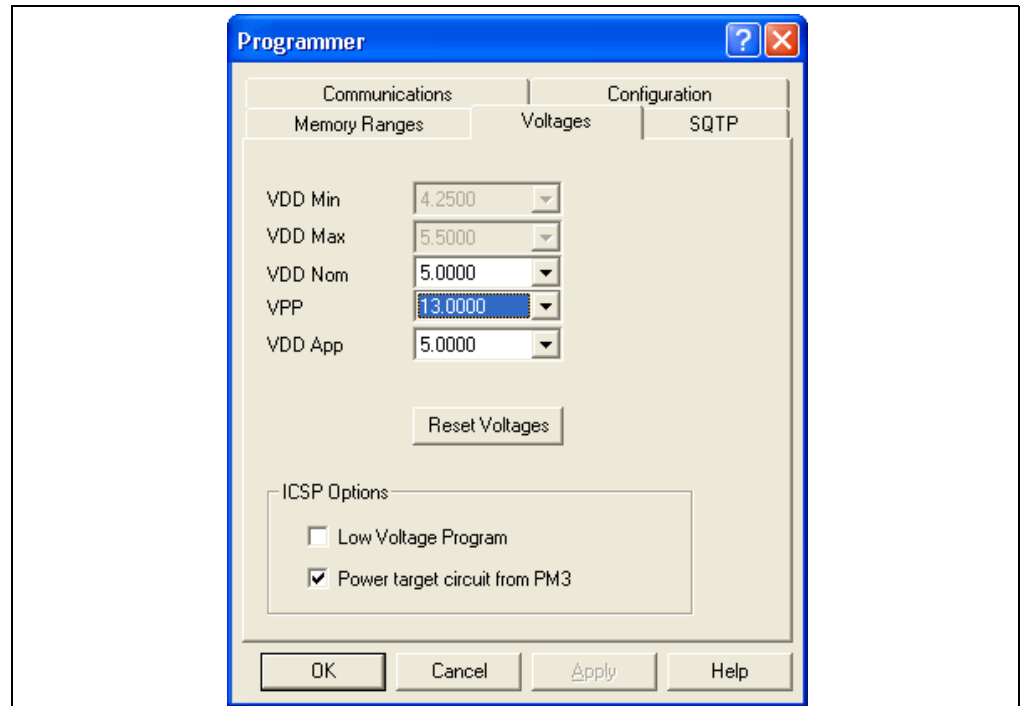 Programmer
Communications Configuration
Memory Ranges Voltages SQTP
VDD Min 4.2500
VDD Max 5.5000
VDD Nom 5.0000
VPP 13.0000
VDD App 5.0000
Reset Voltages
ICSP Options
Low Voltage Program
Power target circuit from PM3
OK Cancel Apply Help